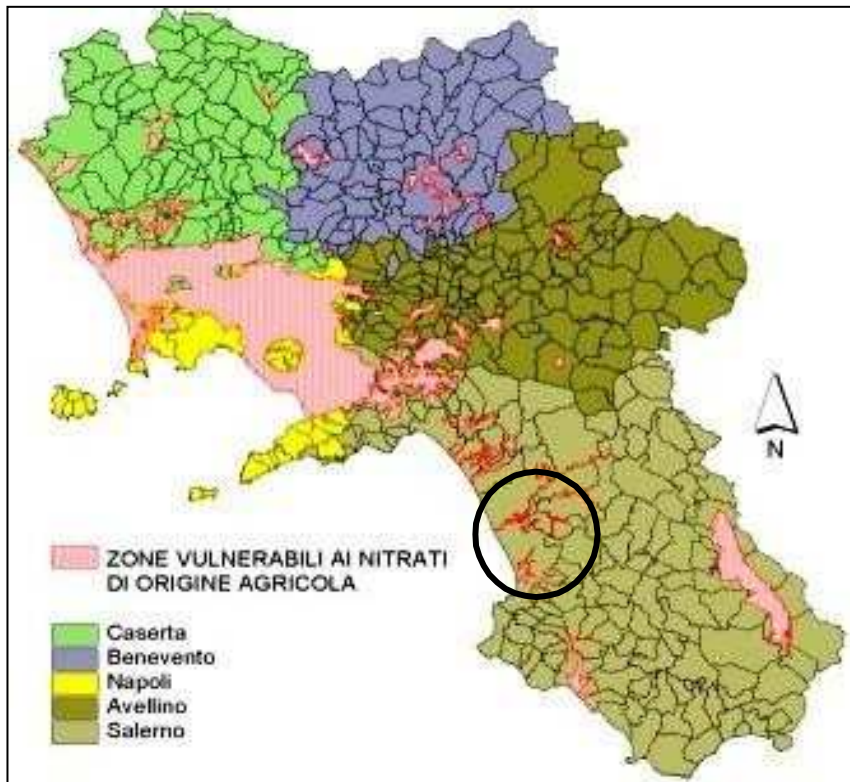 N
ZONE VULNERABILI AI NITRATI
DI ORIGINE AGRICOLA
Caserta
Benevento
Napoli
Avellino
Salerno